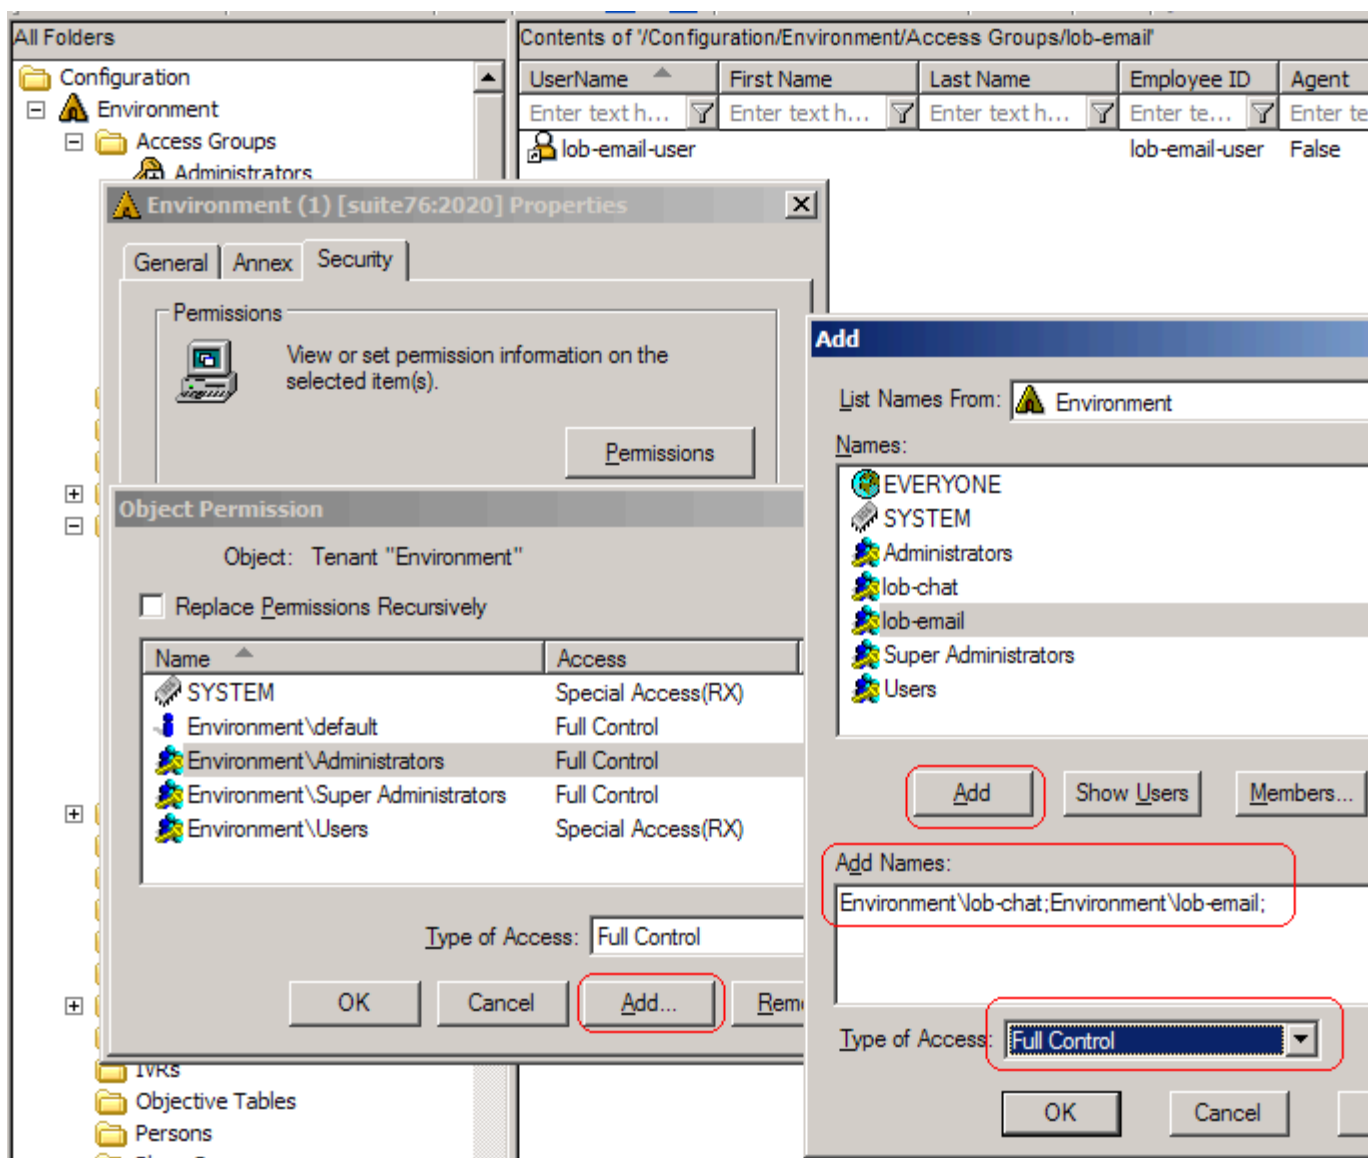 All Folders
Configuration
Environment
Access Groups
Administrators
Contents of '/Configuration/Environment/Access Groups/lob-email'
UserName First Name Last Name Employee ID Agent
Enter text h... Enter text h... Enter text h... Enter te... Enter te
lob-email-user lob-email-user False
Environment (1) [suite76:2020] Properties
General Annex Security
Permissions
View or set permission information on the
selected item(s).
Permissions
Object Permission
Object: Tenant "Environment"
Replace Permissions Recursively
Name Access
SYSTEM Special Access(RX)
Environment\default Full Control
Environment\Administrators Full Control
Environment\Super Administrators Full Control
Environment\Users Special Access(RX)
Type of Access: Full Control
OK Cancel Add... Remo
IVRs
Objective Tables
Persons
Add
List Names From: Environment
Names:
EVERYONE
SYSTEM
Administrators
lob-chat
lob-email
Super Administrators
Users
Add Show Users Members...
Add Names:
Environment\lob-chat;Environment\lob-email;
Type of Access: Full Control
OK Cancel